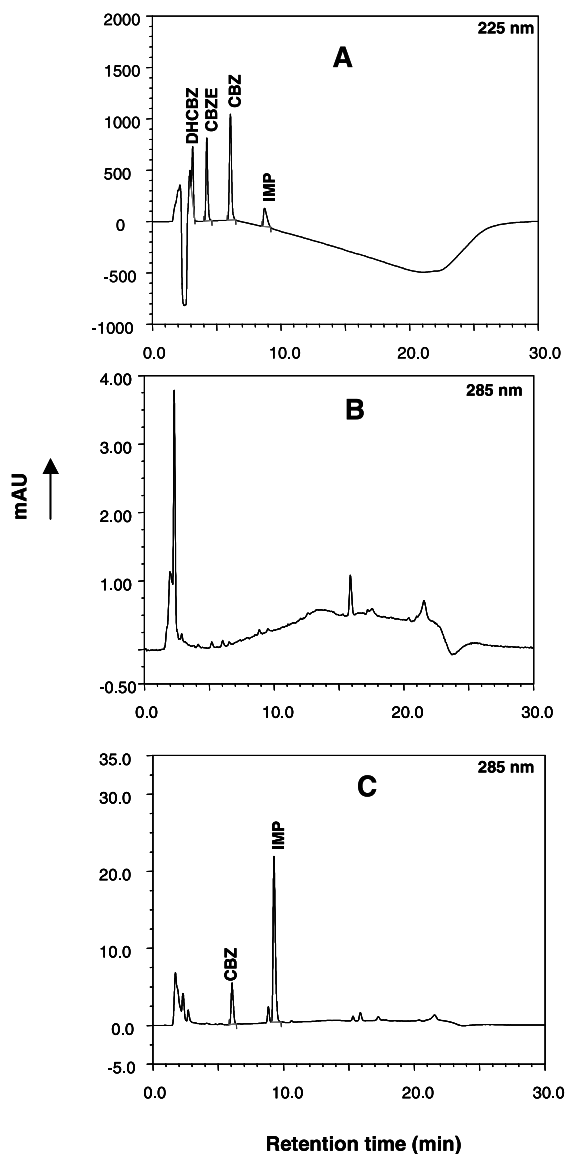 2000
225 nm
A
1500
1000
500
0
-500
-1000
DHCBZ
CBZE
CBZ
IMP
0.0 10.0 20.0 30.0
4.00
285 nm
B
3.00
2.00
1.00
-0.50
0.0 10.0 20.0 30.0
mAU
35.0
285 nm
C
30.0
20.0
10.0
0.0
-5.0
CBZ
IMP
0.0 10.0 20.0 30.0
Retention time (min)